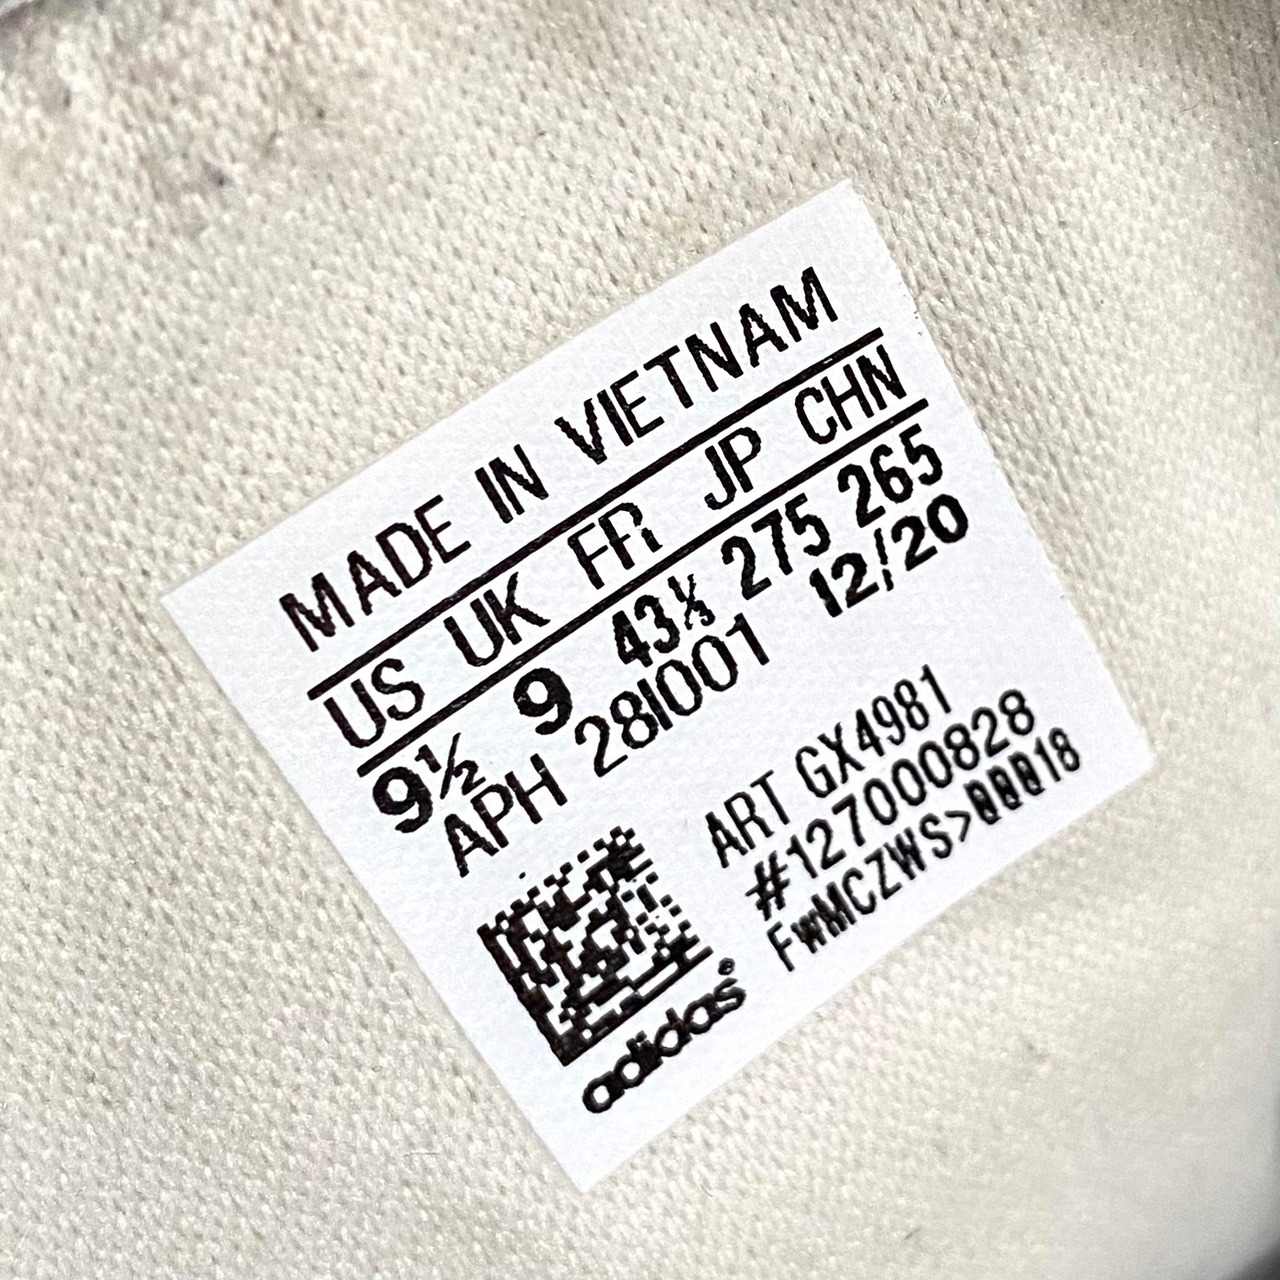 MADE IN VIETNAM
US UK FR JP CHN
9½ 9 43⅓ 275 265
APH 28I001 12/20
ART GX4981
#127000828
FwMCZWS>00018
adidas®